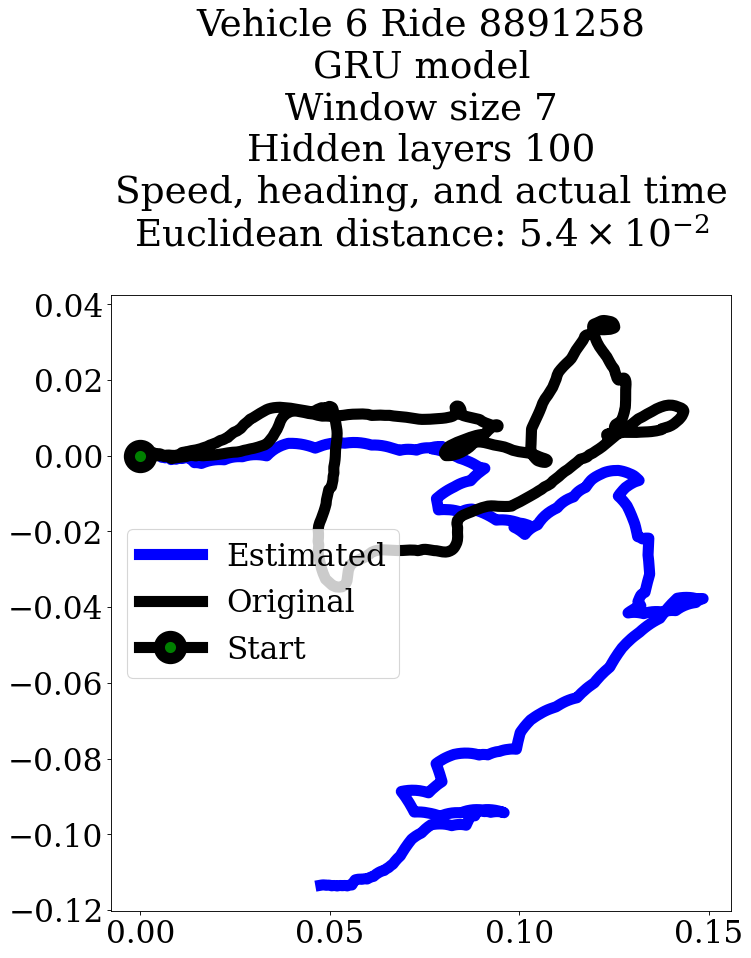 Vehicle 6 Ride 8891258
GRU model
Window size 7
Hidden layers 100
Speed, heading, and actual time
Euclidean distance: 5.4 × 10⁻²
0.04
0.02
0.00
−0.02
−0.04
−0.06
−0.08
−0.10
−0.12
Estimated
Original
Start
0.00 0.05 0.10 0.15